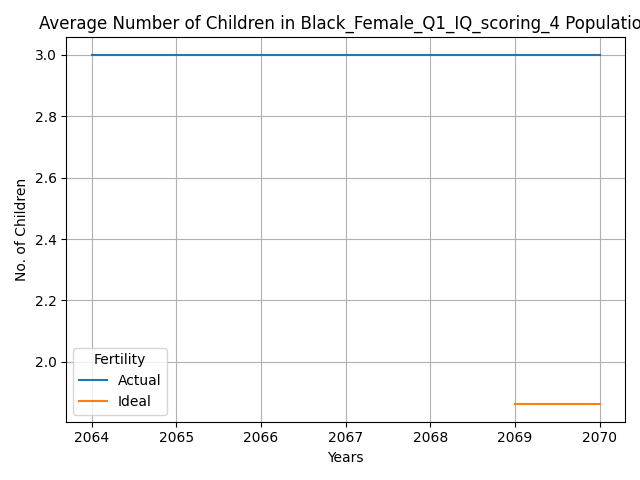 Average Number of Children in Black_Female_Q1_IQ_scoring_4 Populatio
3.0
2.8
2.6
2.4
2.2
2.0
No. of Children
Fertility
Actual
Ideal
2064 2065 2066 2067 2068 2069 2070
Years